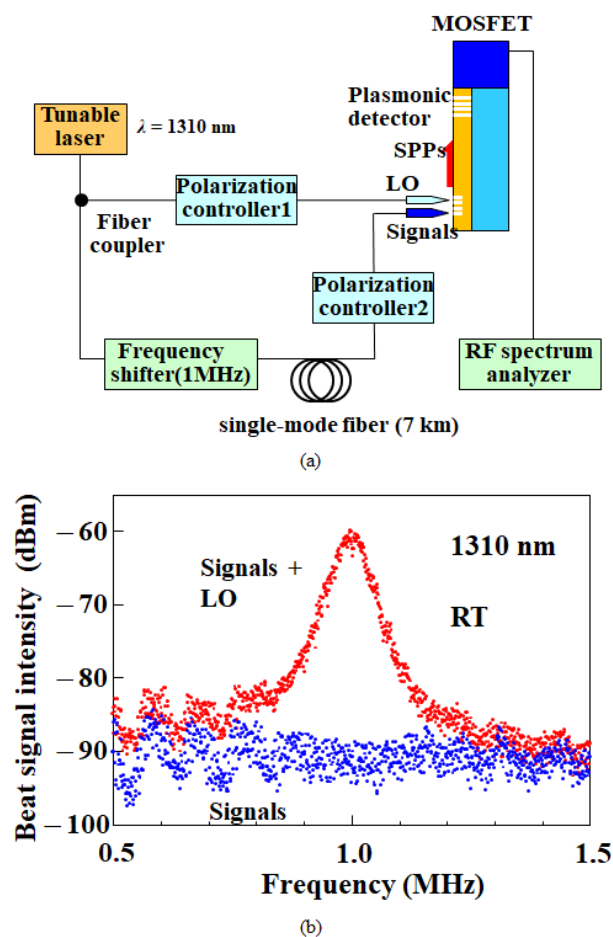 MOSFET
Tunable
laser
λ = 1310 nm
Plasmonic
detector
SPPs
LO
Polarization
controller1
Fiber
coupler
Signals
Polarization
controller2
Frequency
shifter(1MHz)
RF spectrum
analyzer
single-mode fiber (7 km)
(a)
Beat signal intensity (dBm)
−60
−70
−80
−90
−100
Signals +
LO
1310 nm
RT
Signals
0.5
1.0
1.5
Frequency (MHz)
(b)